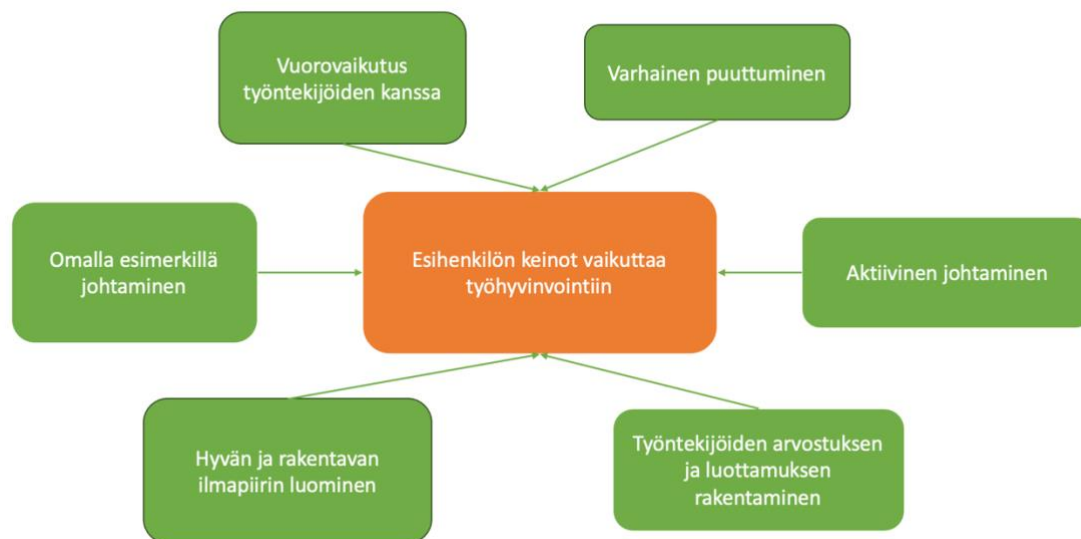 Vuorovaikutus
työntekijöiden kanssa
Varhainen puuttuminen
Omalla esimerkillä
johtaminen
Esihenkilön keinot vaikuttaa
työhyvinvointiin
Aktiivinen johtaminen
Hyvän ja rakentavan
ilmapiirin luominen
Työntekijöiden arvostuksen
ja luottamuksen
rakentaminen